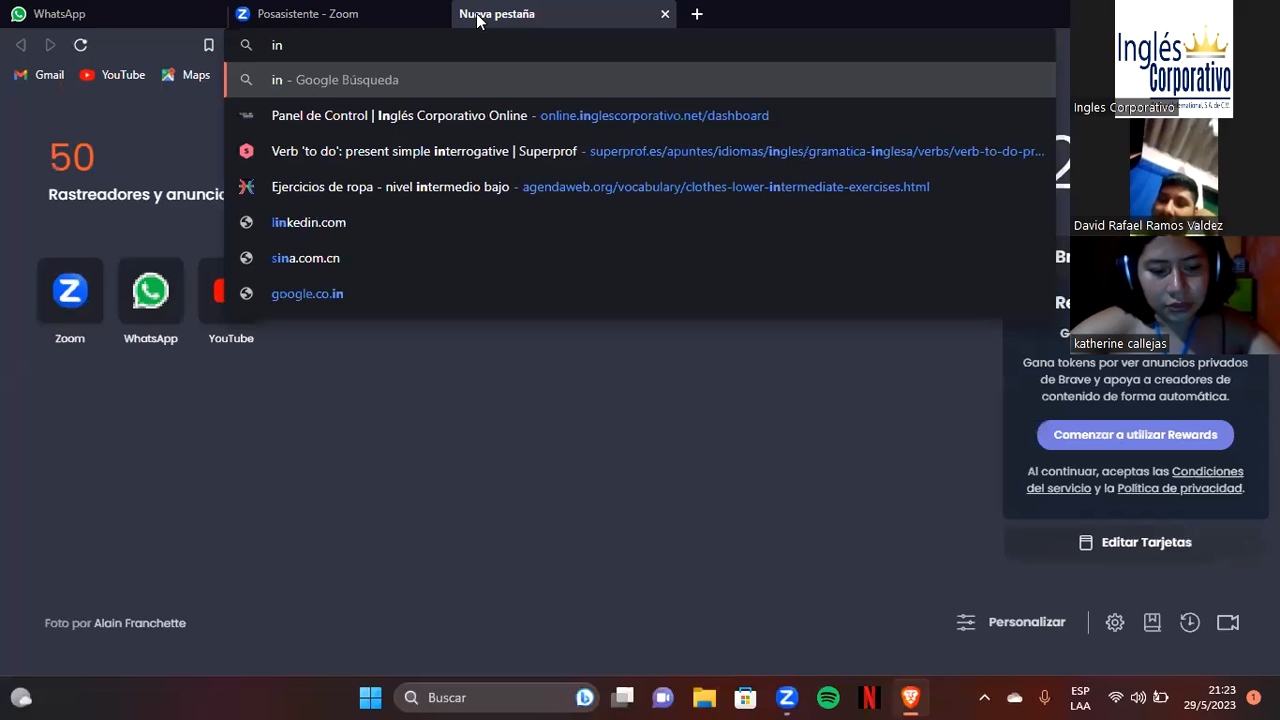 WhatsApp
Posasistente - Zoom
Nueva pestaña
in
Gmail
YouTube
Maps
in - Google Búsqueda
Panel de Control | Inglés Corporativo Online - online.inglescorporativo.net/dashboard
Verb 'to do': present simple interrogative | Superprof - superprof.es/apuntes/idiomas/ingles/gramatica-inglesa/verbs/verb-to-do-pr...
Ejercicios de ropa - nivel intermedio bajo - agendaweb.org/vocabulary/clothes-lower-intermediate-exercises.html
linkedin.com
sina.com.cn
google.co.in
50
Rastreadores y anuncio
Zoom
WhatsApp
YouTube
Inglés
Corporativo
Ingles Corporativo
David Rafael Ramos Valdez
katherine callejas
Gana tokens por ver anuncios privados
de Brave y apoya a creadores de
contenido de forma automática.
Comenzar a utilizar Rewards
Al continuar, aceptas las Condiciones
del servicio y la Política de privacidad.
Editar Tarjetas
Foto por Alain Franchette
Personalizar
Buscar
ESP
LAA
21:23
29/5/2023
1